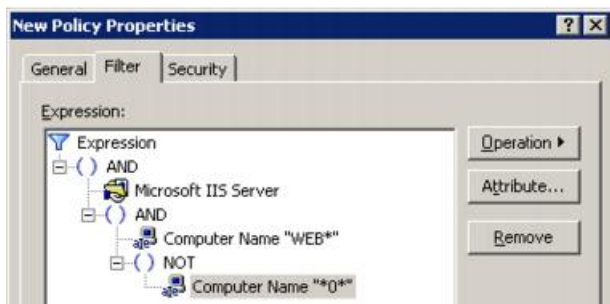 New Policy Properties
General Filter Security
Expression:
Expression
AND
Microsoft IIS Server
AND
Computer Name "WEB*"
NOT
Computer Name "*0*"
Operation
Attribute...
Remove